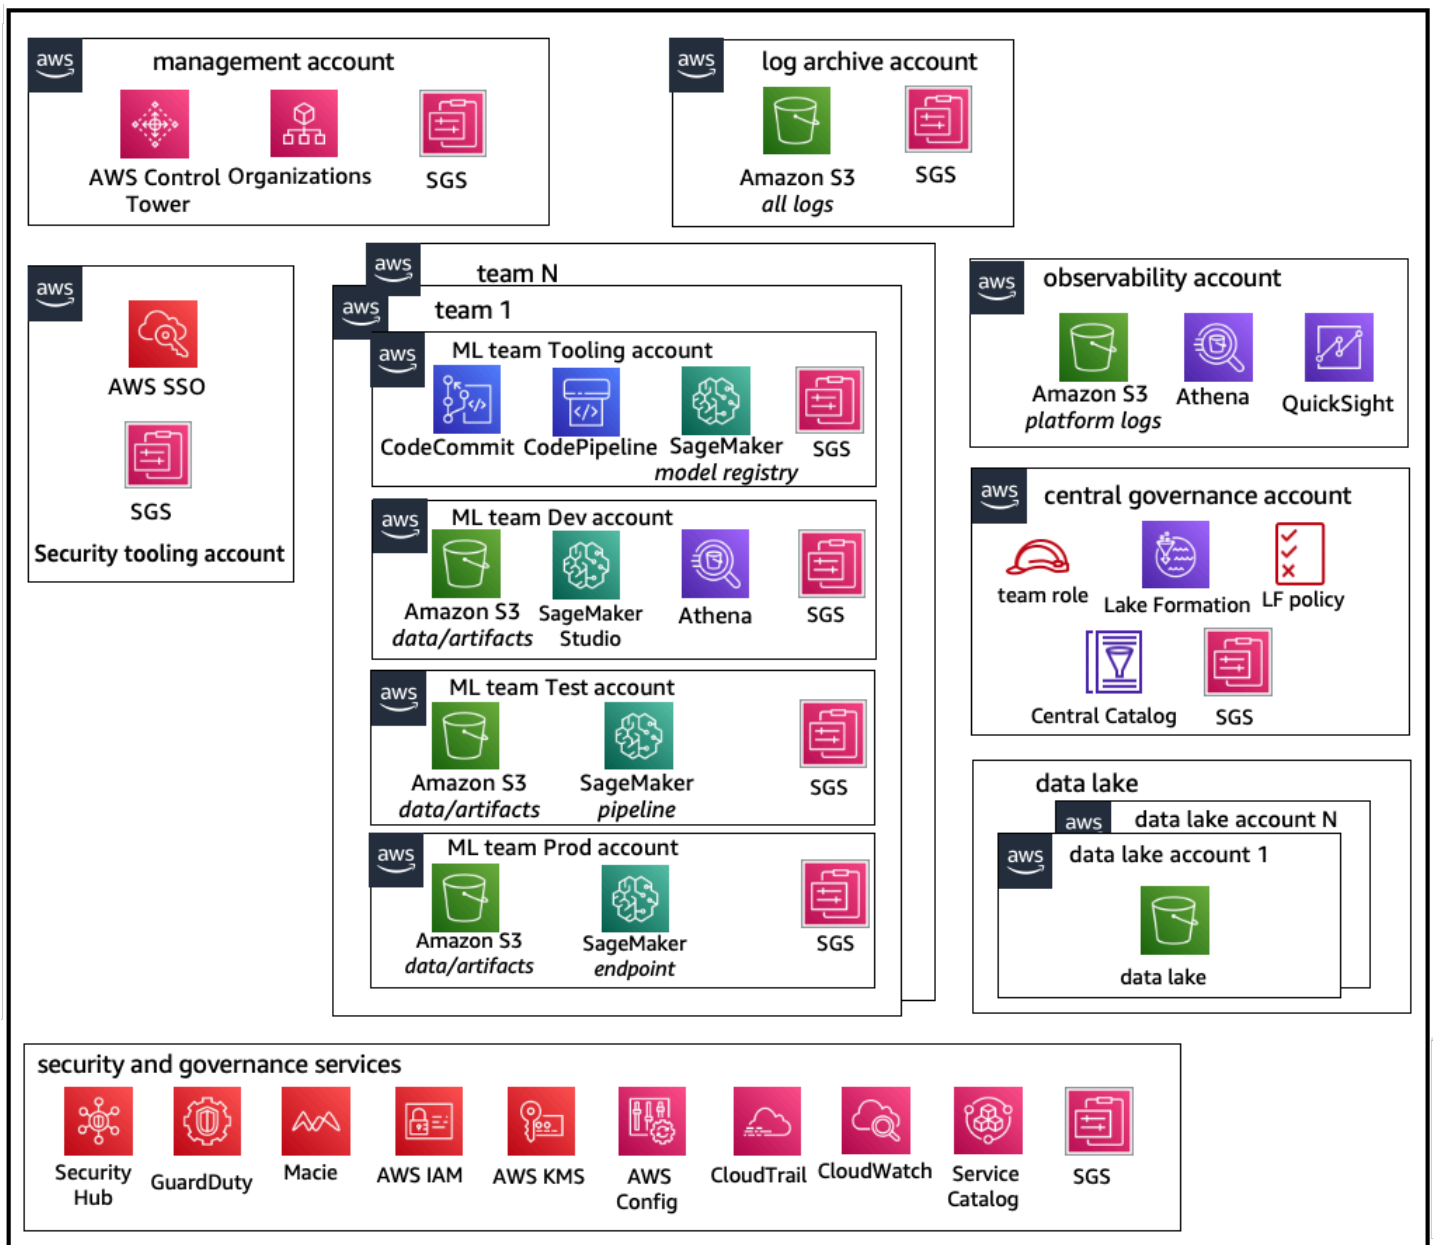 aws
management account
AWS Control
Tower
Organizations
SGS
aws
log archive account
Amazon S3
all logs
SGS
aws
AWS SSO
SGS
Security tooling account
aws
team N
aws
team 1
aws
ML team Tooling account
CodeCommit
CodePipeline
SageMaker
model registry
SGS
aws
ML team Dev account
Amazon S3
data/artifacts
SageMaker
Studio
Athena
SGS
aws
ML team Test account
Amazon S3
data/artifacts
SageMaker
pipeline
SGS
aws
ML team Prod account
Amazon S3
data/artifacts
SageMaker
endpoint
SGS
aws
observability account
Amazon S3
platform logs
Athena
QuickSight
aws
central governance account
team role
Lake Formation
LF policy
Central Catalog
SGS
data lake
aws
data lake account N
aws
data lake account 1
data lake
security and governance services
Security
Hub
GuardDuty
Macie
AWS IAM
AWS KMS
AWS
Config
CloudTrail
CloudWatch
Service
Catalog
SGS